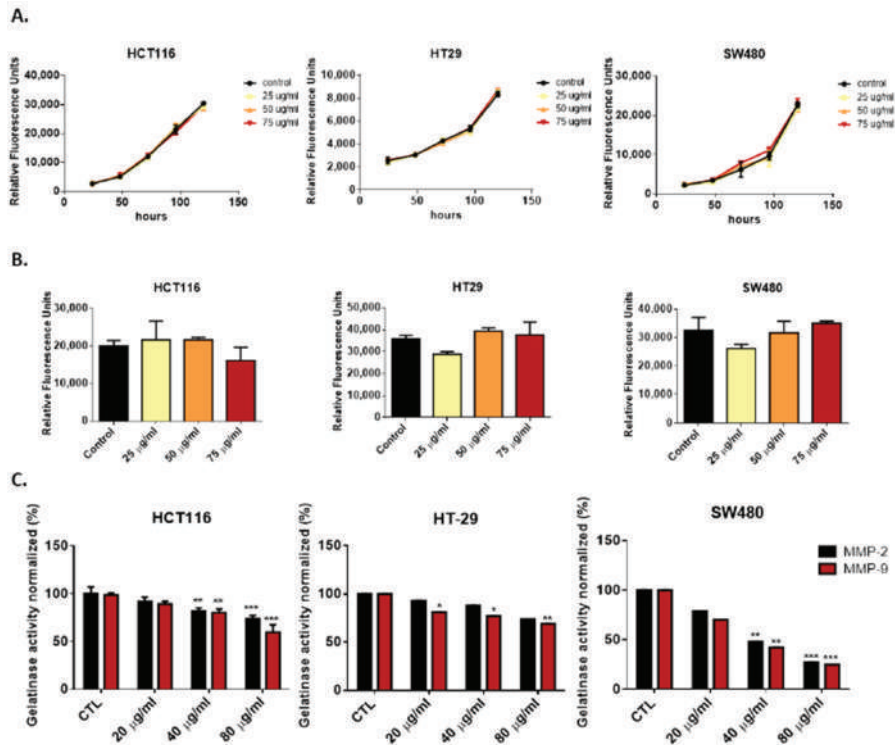 A.
HCT116
Relative Fluorescence Units
40,000
30,000
20,000
10,000
0
0
50
100
150
hours
control
25 ug/ml
50 ug/ml
75 ug/ml
HT29
Relative Fluorescence Units
10,000
8,000
6,000
4,000
2,000
0
0
50
100
150
hours
control
25 ug/ml
50 ug/ml
75 ug/ml
SW480
Relative Fluorescence Units
30,000
20,000
10,000
0
0
50
100
150
hours
control
25 ug/ml
50 ug/ml
75 ug/ml
B.
HCT116
Relative Fluorescence Units
30,000
20,000
10,000
0
Control
25 µg/ml
50 µg/ml
75 µg/ml
HT29
Relative Fluorescence Units
50,000
40,000
30,000
20,000
10,000
0
Control
25 µg/ml
50 µg/ml
75 µg/ml
SW480
Relative Fluorescence Units
40,000
30,000
20,000
10,000
0
Control
25 µg/ml
50 µg/ml
75 µg/ml
C.
HCT116
Gelatinase activity normalized (%)
150
100
50
0
** **
*** ***
CTL
20 µg/ml
40 µg/ml
80 µg/ml
HT-29
Gelatinase activity normalized (%)
150
100
50
0
*
*
**
CTL
20 µg/ml
40 µg/ml
80 µg/ml
SW480
Gelatinase activity normalized (%)
150
100
50
0
** **
*** ***
CTL
20 µg/ml
40 µg/ml
80 µg/ml
MMP-2
MMP-9